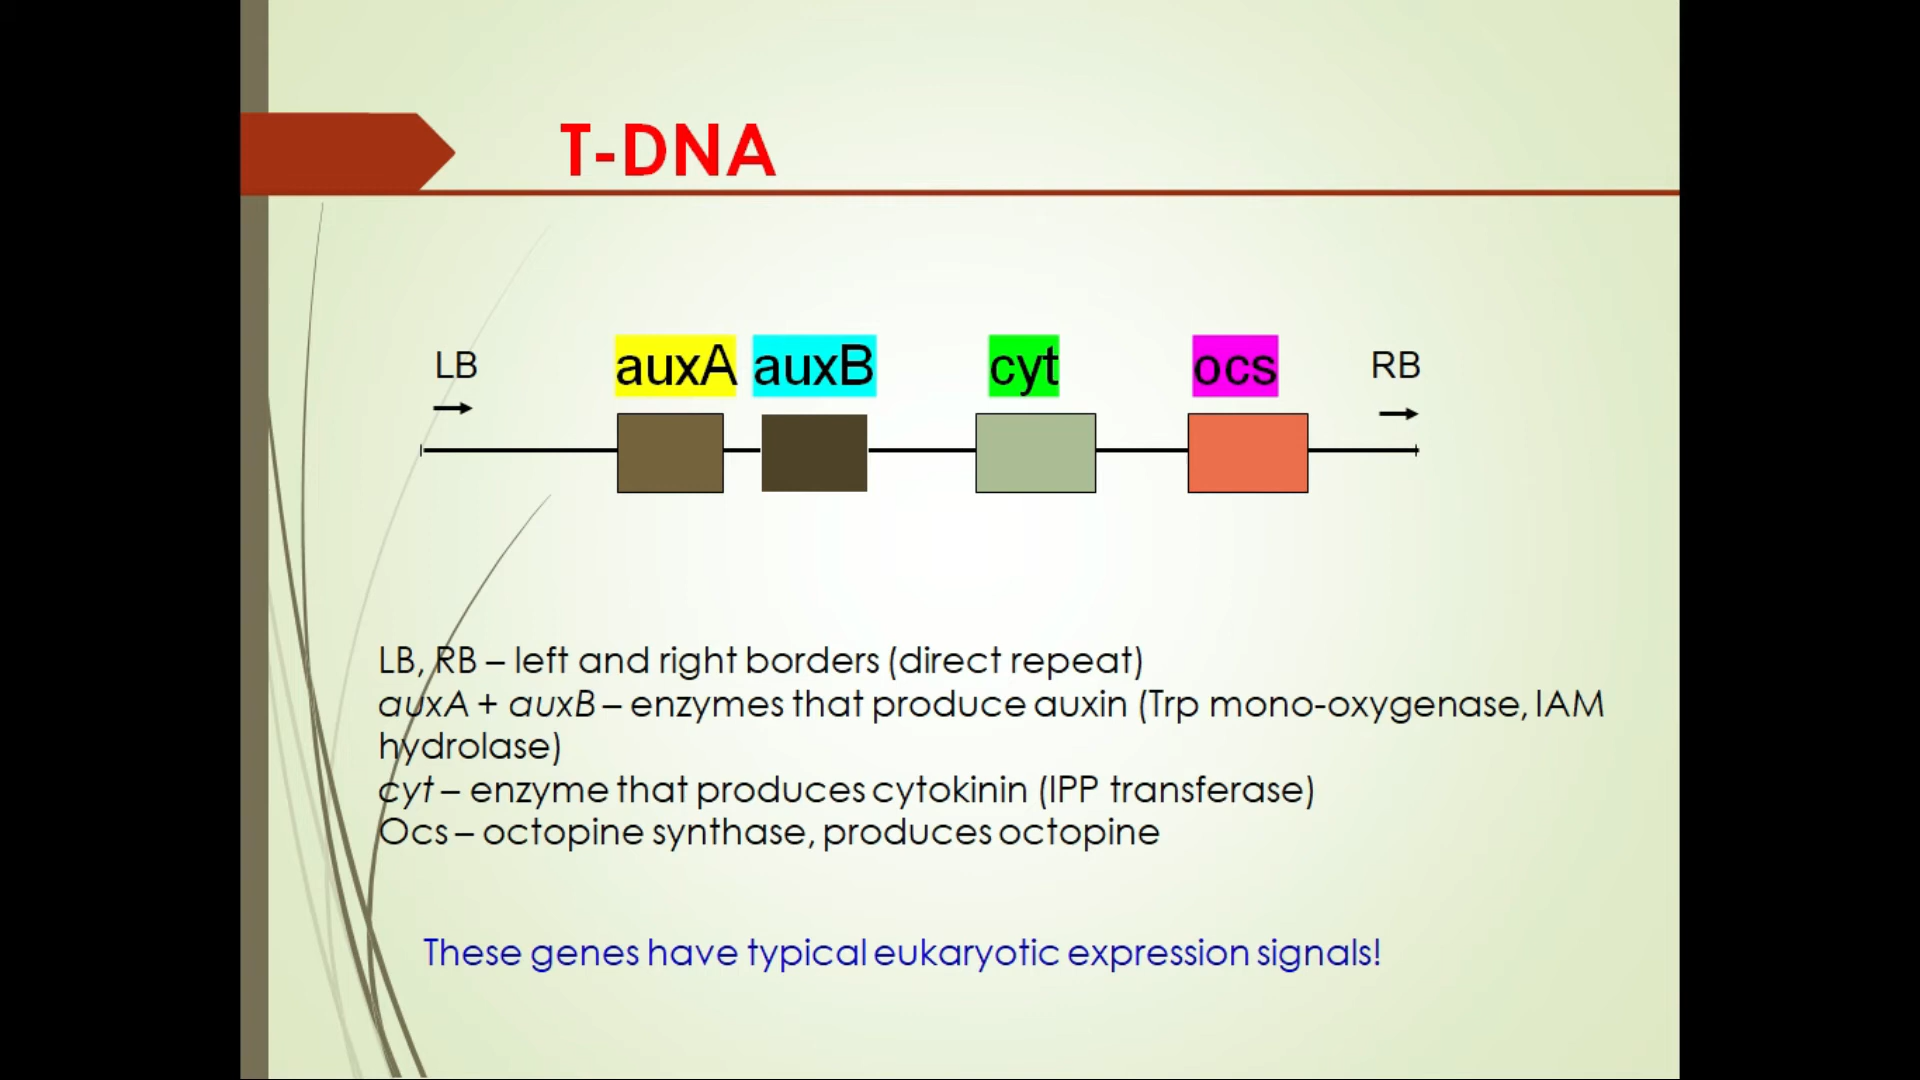 T-DNA
LB auxA auxB cyt ocs RB
LB, RB – left and right borders (direct repeat)
auxA + auxB – enzymes that produce auxin (Trp mono-oxygenase, IAM
hydrolase)
cyt – enzyme that produces cytokinin (IPP transferase)
Ocs – octopine synthase, produces octopine
These genes have typical eukaryotic expression signals!